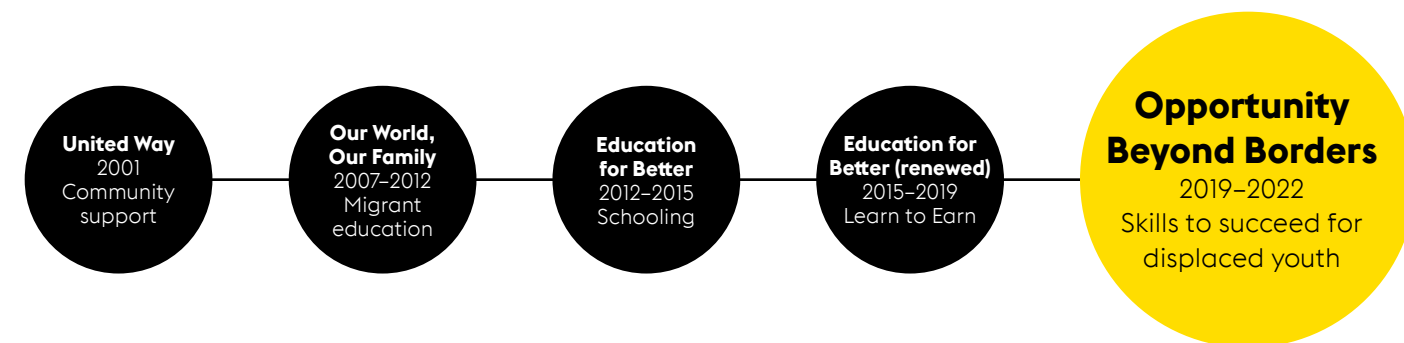 United Way
2001
Community
support
Our World,
Our Family
2007–2012
Migrant
education
Education
for Better
2012–2015
Schooling
Education for
Better (renewed)
2015–2019
Learn to Earn
Opportunity
Beyond Borders
2019–2022
Skills to succeed for
displaced youth